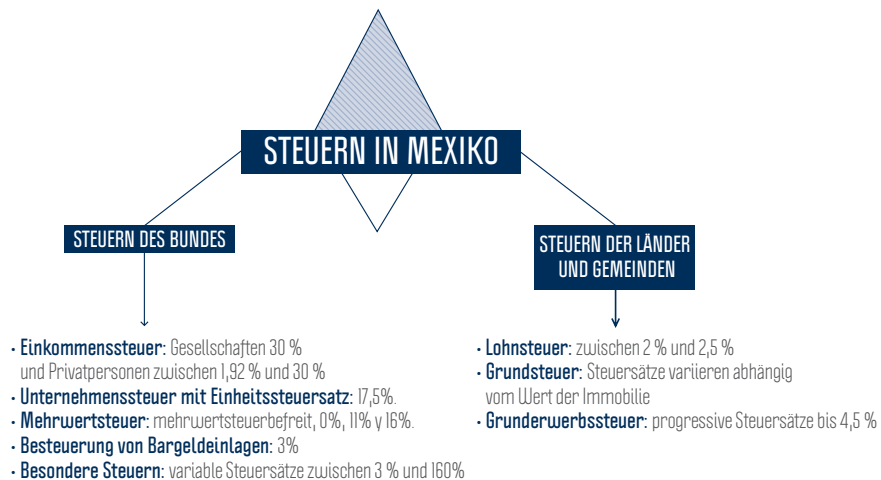 STEUERN IN MEXIKO
STEUERN DES BUNDES
• Einkommenssteuer: Gesellschaften 30 %
und Privatpersonen zwischen 1,92 % und 30 %
• Unternehmenssteuer mit Einheitssteuersatz: 17,5%.
• Mehrwertsteuer: mehrwertsteuerbefreit, 0%, 11% y 16%.
• Besteuerung von Bargeldeinlagen: 3%
• Besondere Steuern: variable Steuersätze zwischen 3 % und 160%
STEUERN DER LÄNDER
UND GEMEINDEN
• Lohnsteuer: zwischen 2 % und 2,5 %
• Grundsteuer: Steuersätze variieren abhängig
vom Wert der Immobilie
• Grunderwerbssteuer: progressive Steuersätze bis 4,5 %